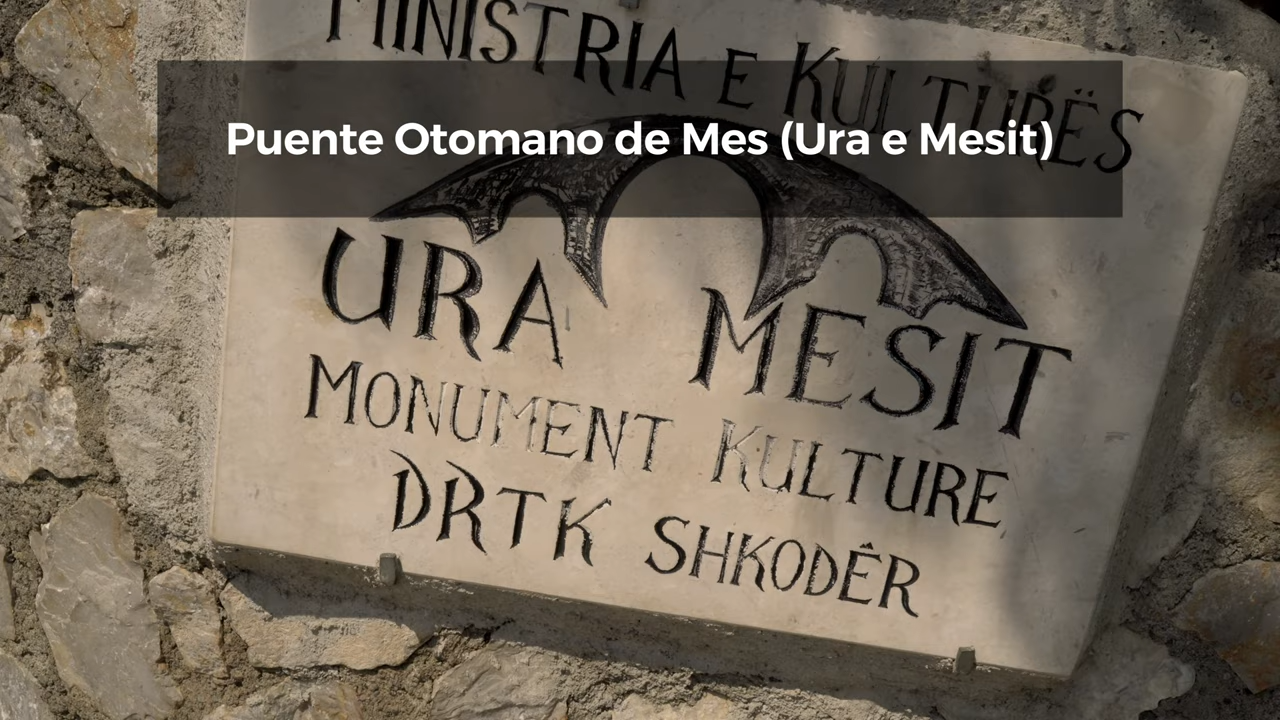 MINISTRIA E KULTURËS
Puente Otomano de Mes (Ura e Mesit)
URA MESIT
MONUMENT KULTURE
DRTK SHKODËR